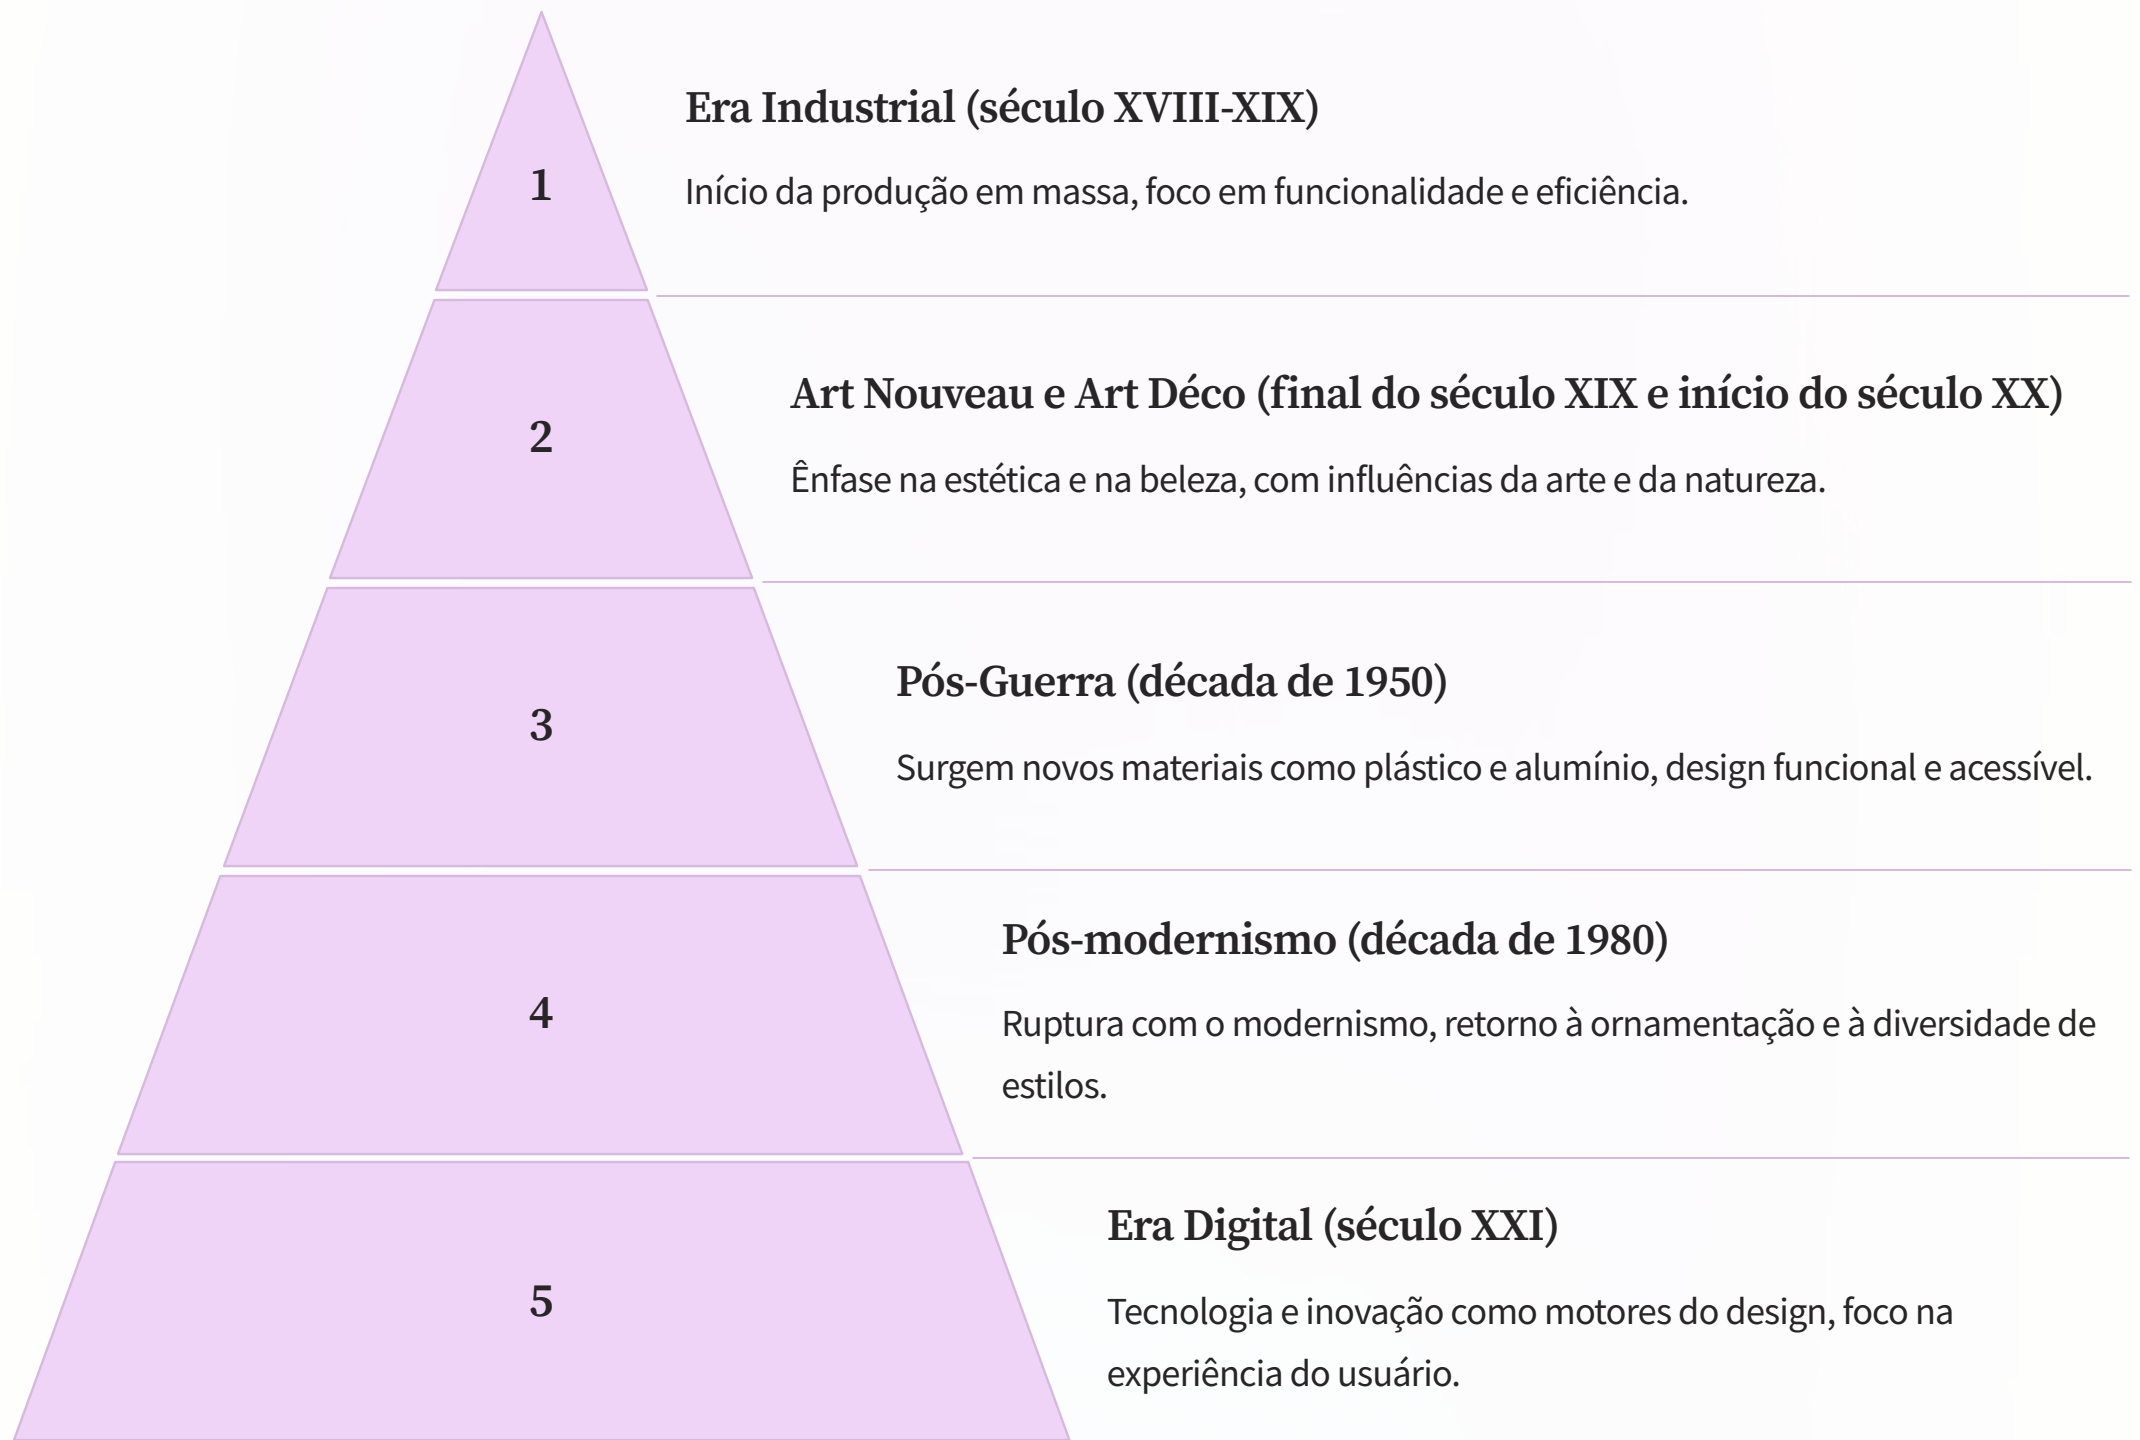 1
Era Industrial (século XVIII-XIX)
Início da produção em massa, foco em funcionalidade e eficiência.
2
Art Nouveau e Art Déco (final do século XIX e início do século XX)
Ênfase na estética e na beleza, com influências da arte e da natureza.
3
Pós-Guerra (década de 1950)
Surgem novos materiais como plástico e alumínio, design funcional e acessível.
4
Pós-modernismo (década de 1980)
Ruptura com o modernismo, retorno à ornamentação e à diversidade de
estilos.
5
Era Digital (século XXI)
Tecnologia e inovação como motores do design, foco na
experiência do usuário.